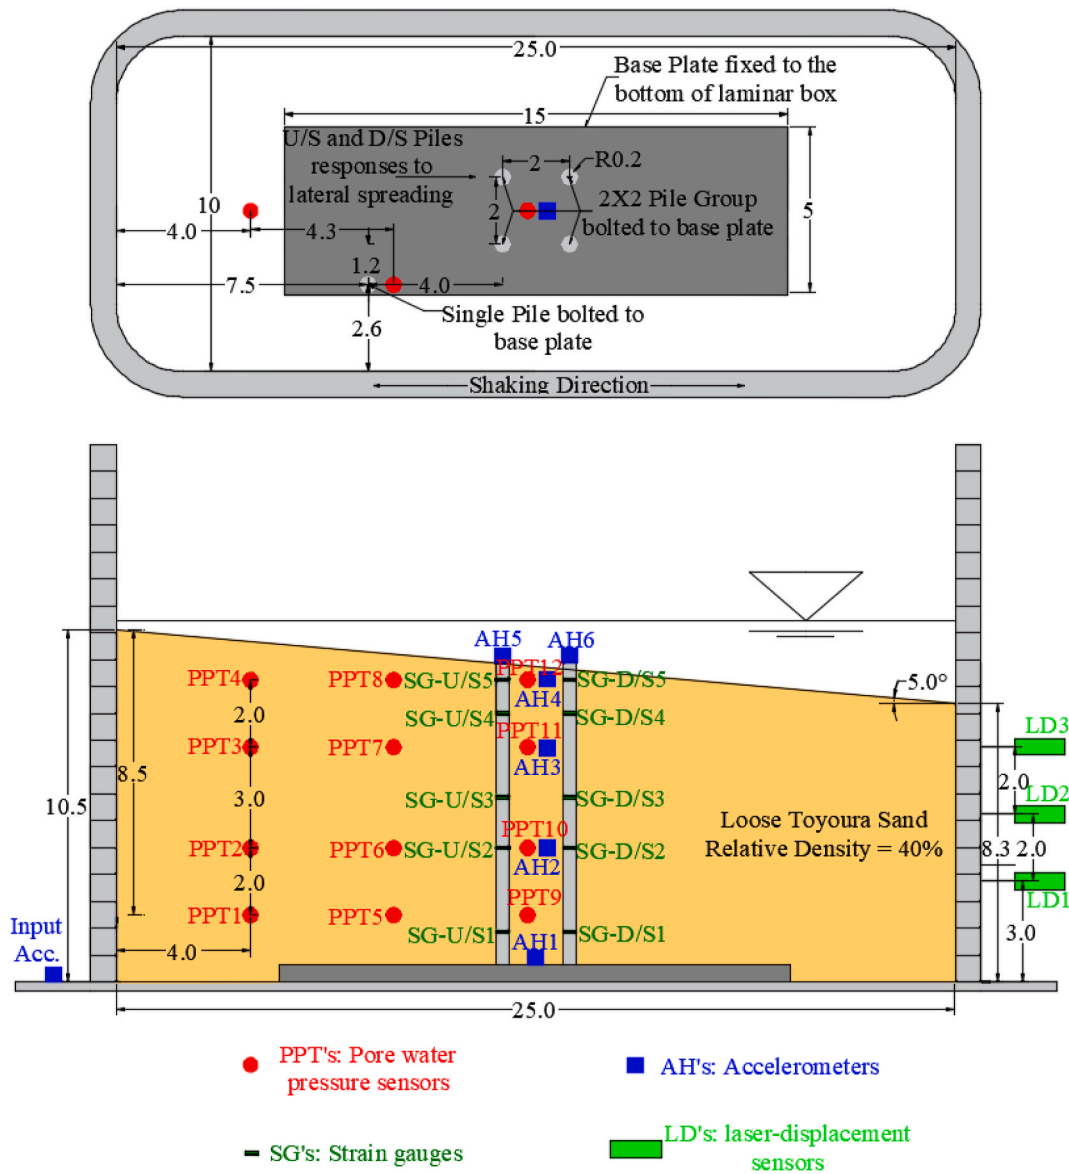 25.0
Base Plate fixed to the
bottom of laminar box
15
U/S and D/S Piles
responses to
lateral spreading
2
R0.2
10
2
2X2 Pile Group
bolted to base plate
5
4.0
4.3
1.2
7.5
4.0
2.6
Single Pile bolted to
base plate
Shaking Direction
AH5
AH6
PPT4
PPT8
SG-U/S5
PPT12
SG-D/S5
5.0°
AH4
2.0
SG-U/S4
SG-D/S4
LD3
PPT3
PPT7
PPT11
AH3
8.5
2.0
10.5
3.0
SG-U/S3
SG-D/S3
LD2
Loose Toyoura Sand
Relative Density = 40%
PPT10
PPT2
PPT6
SG-U/S2
SG-D/S2
8.3
2.0
AH2
2.0
PPT9
LD1
PPT1
PPT5
Input
Acc.
SG-U/S1
AH1
SG-D/S1
3.0
4.0
25.0
PPT's: Pore water
pressure sensors
AH's: Accelerometers
SG's: Strain gauges
LD's: laser-displacement
sensors